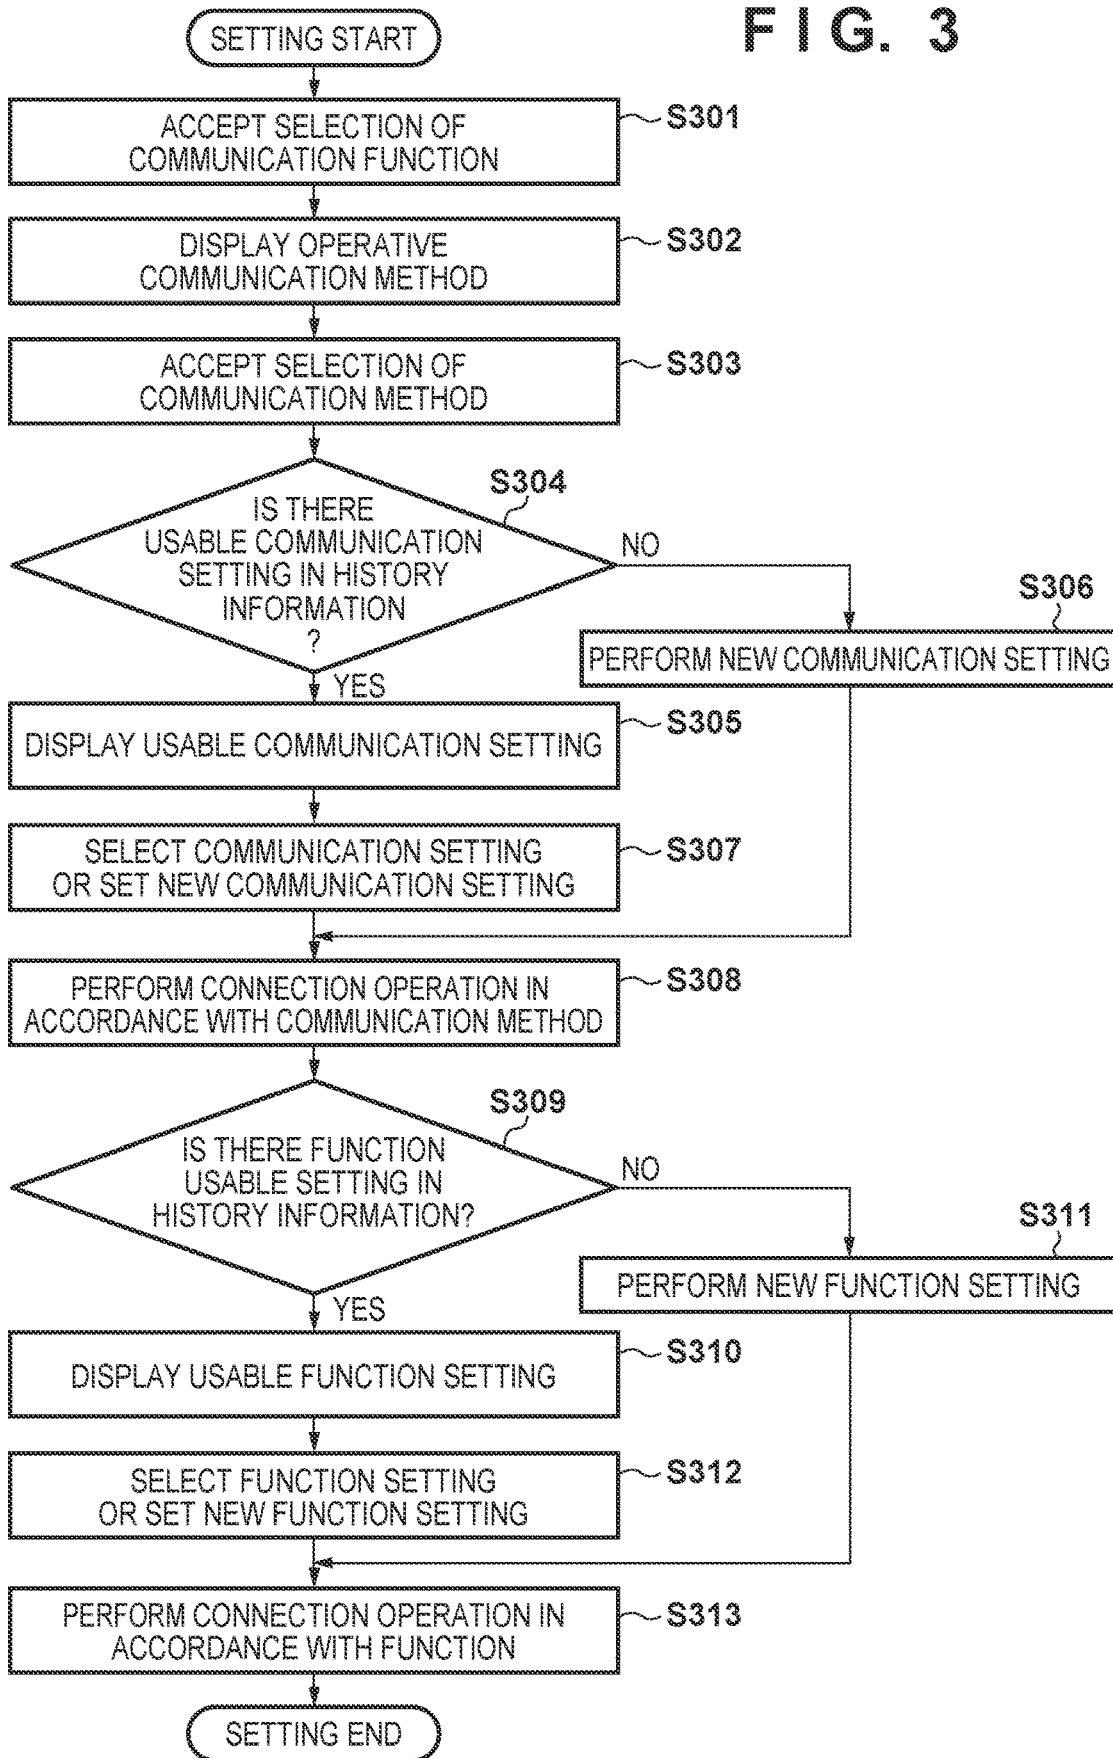 FIG. 3
SETTING START
S301
ACCEPT SELECTION OF
COMMUNICATION FUNCTION
S302
DISPLAY OPERATIVE
COMMUNICATION METHOD
S303
ACCEPT SELECTION OF
COMMUNICATION METHOD
S304
IS THERE
USABLE COMMUNICATION
SETTING IN HISTORY
INFORMATION
?
NO
YES
S306
PERFORM NEW COMMUNICATION SETTING
S305
DISPLAY USABLE COMMUNICATION SETTING
S307
SELECT COMMUNICATION SETTING
OR SET NEW COMMUNICATION SETTING
S308
PERFORM CONNECTION OPERATION IN
ACCORDANCE WITH COMMUNICATION METHOD
S309
IS THERE FUNCTION
USABLE SETTING IN
HISTORY INFORMATION?
NO
YES
S311
PERFORM NEW FUNCTION SETTING
S310
DISPLAY USABLE FUNCTION SETTING
S312
SELECT FUNCTION SETTING
OR SET NEW FUNCTION SETTING
S313
PERFORM CONNECTION OPERATION IN
ACCORDANCE WITH FUNCTION
SETTING END